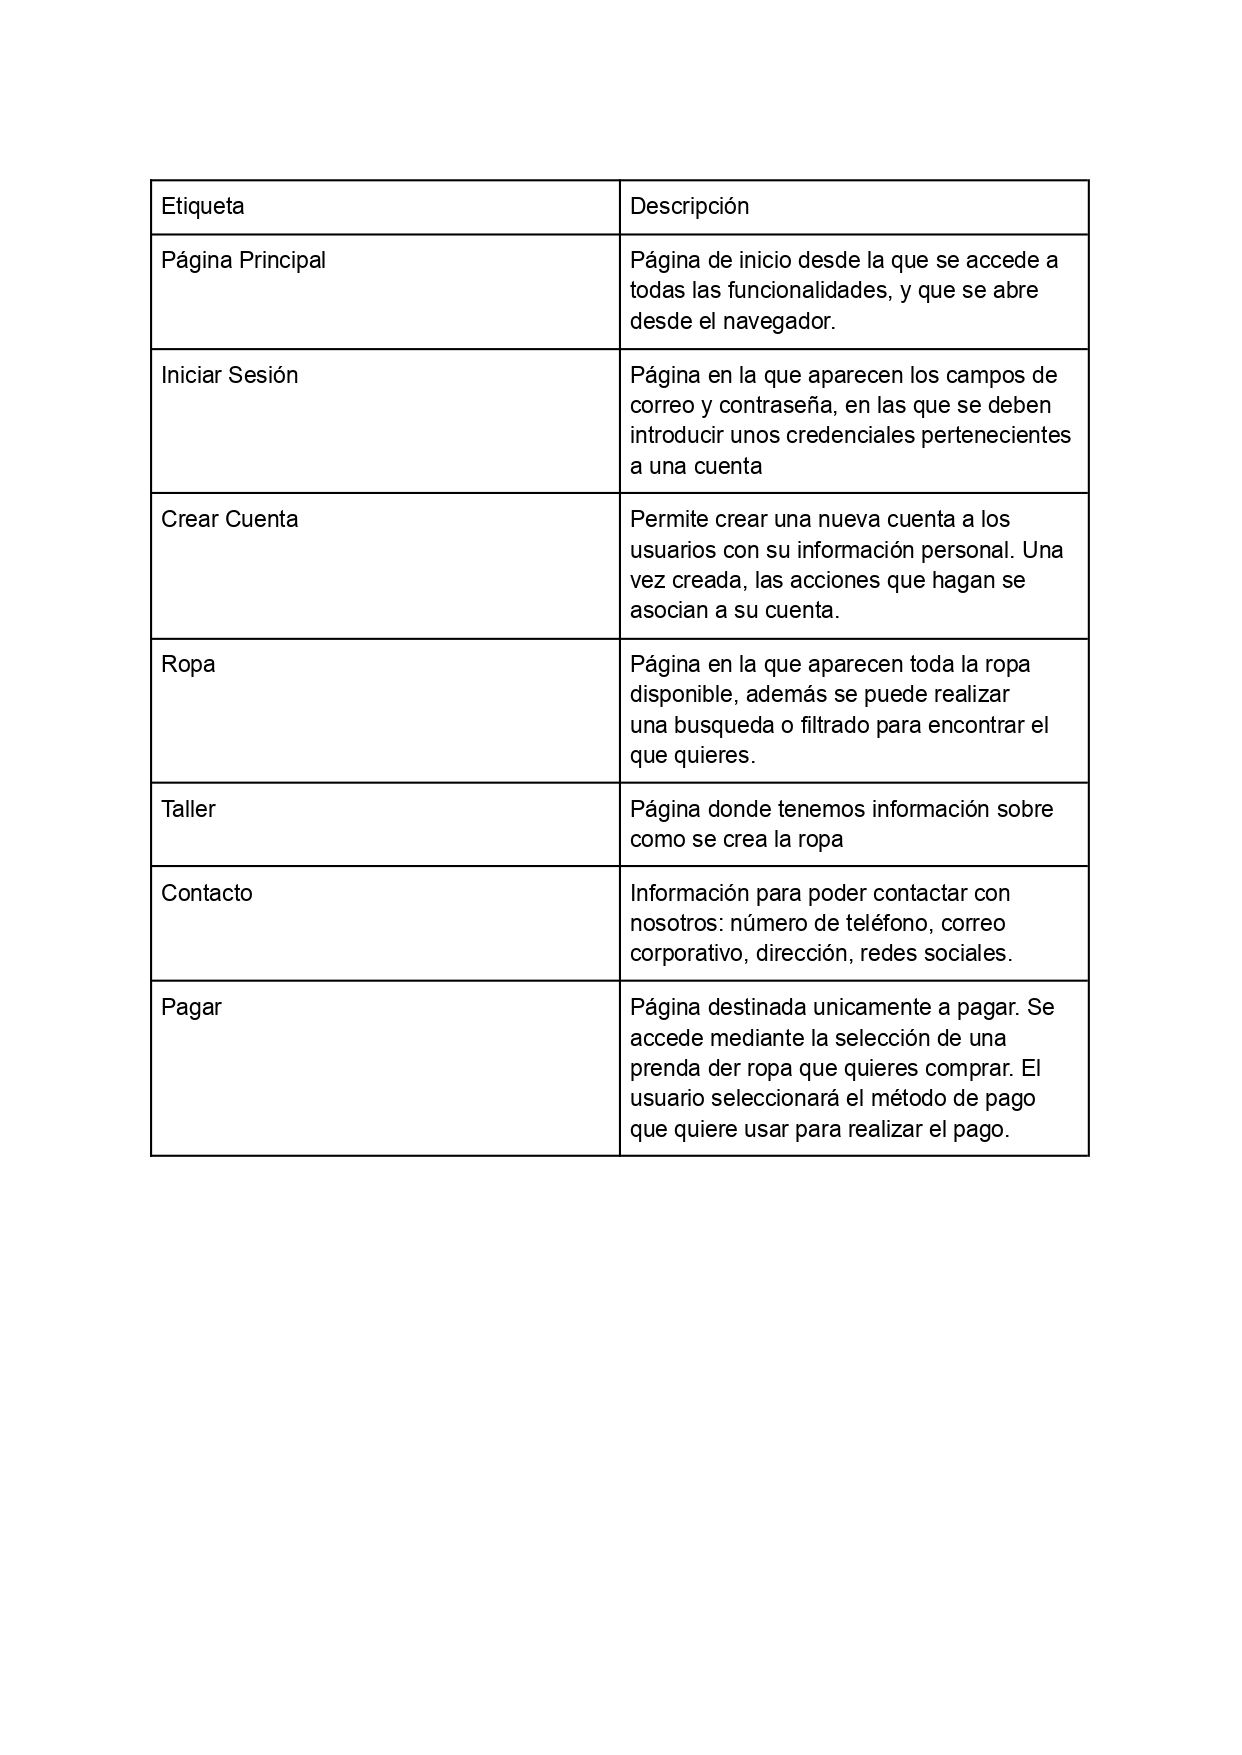 Etiqueta
Descripción
Página Principal
Página de inicio desde la que se accede a
todas las funcionalidades, y que se abre
desde el navegador.
Iniciar Sesión
Página en la que aparecen los campos de
correo y contraseña, en las que se deben
introducir unos credenciales pertenecientes
a una cuenta
Crear Cuenta
Permite crear una nueva cuenta a los
usuarios con su información personal. Una
vez creada, las acciones que hagan se
asocian a su cuenta.
Ropa
Página en la que aparecen toda la ropa
disponible, además se puede realizar
una busqueda o filtrado para encontrar el
que quieres.
Taller
Página donde tenemos información sobre
como se crea la ropa
Contacto
Información para poder contactar con
nosotros: número de teléfono, correo
corporativo, dirección, redes sociales.
Pagar
Página destinada unicamente a pagar. Se
accede mediante la selección de una
prenda der ropa que quieres comprar. El
usuario seleccionará el método de pago
que quiere usar para realizar el pago.